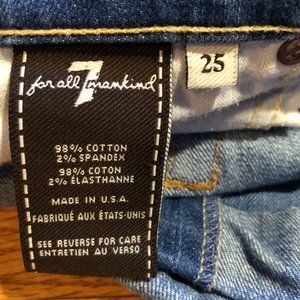 7
for all mankind
25
98% COTTON
2% SPANDEX
98% COTON
2% ÉLASTHANNE
MADE IN U.S.A.
FABRIQUÉ AUX ÉTATS-UNIS
SEE REVERSE FOR CARE
ENTRETIEN AU VERSO